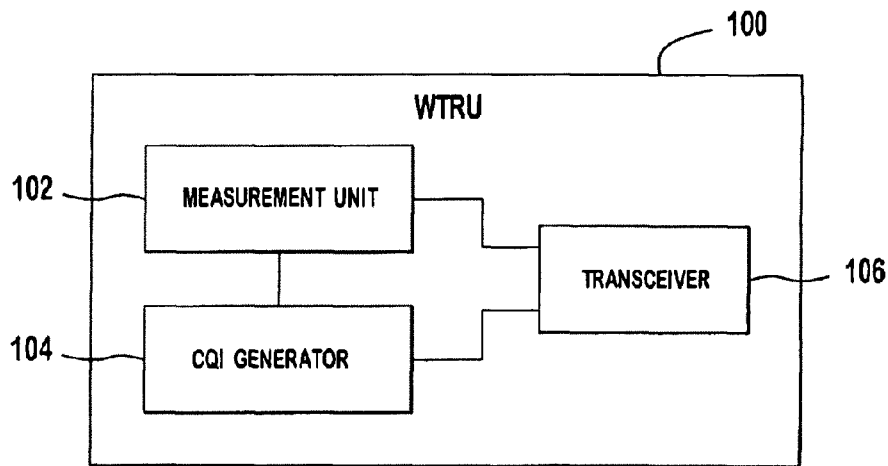 100
WTRU
102
MEASUREMENT UNIT
TRANSCEIVER
106
104
CQI GENERATOR